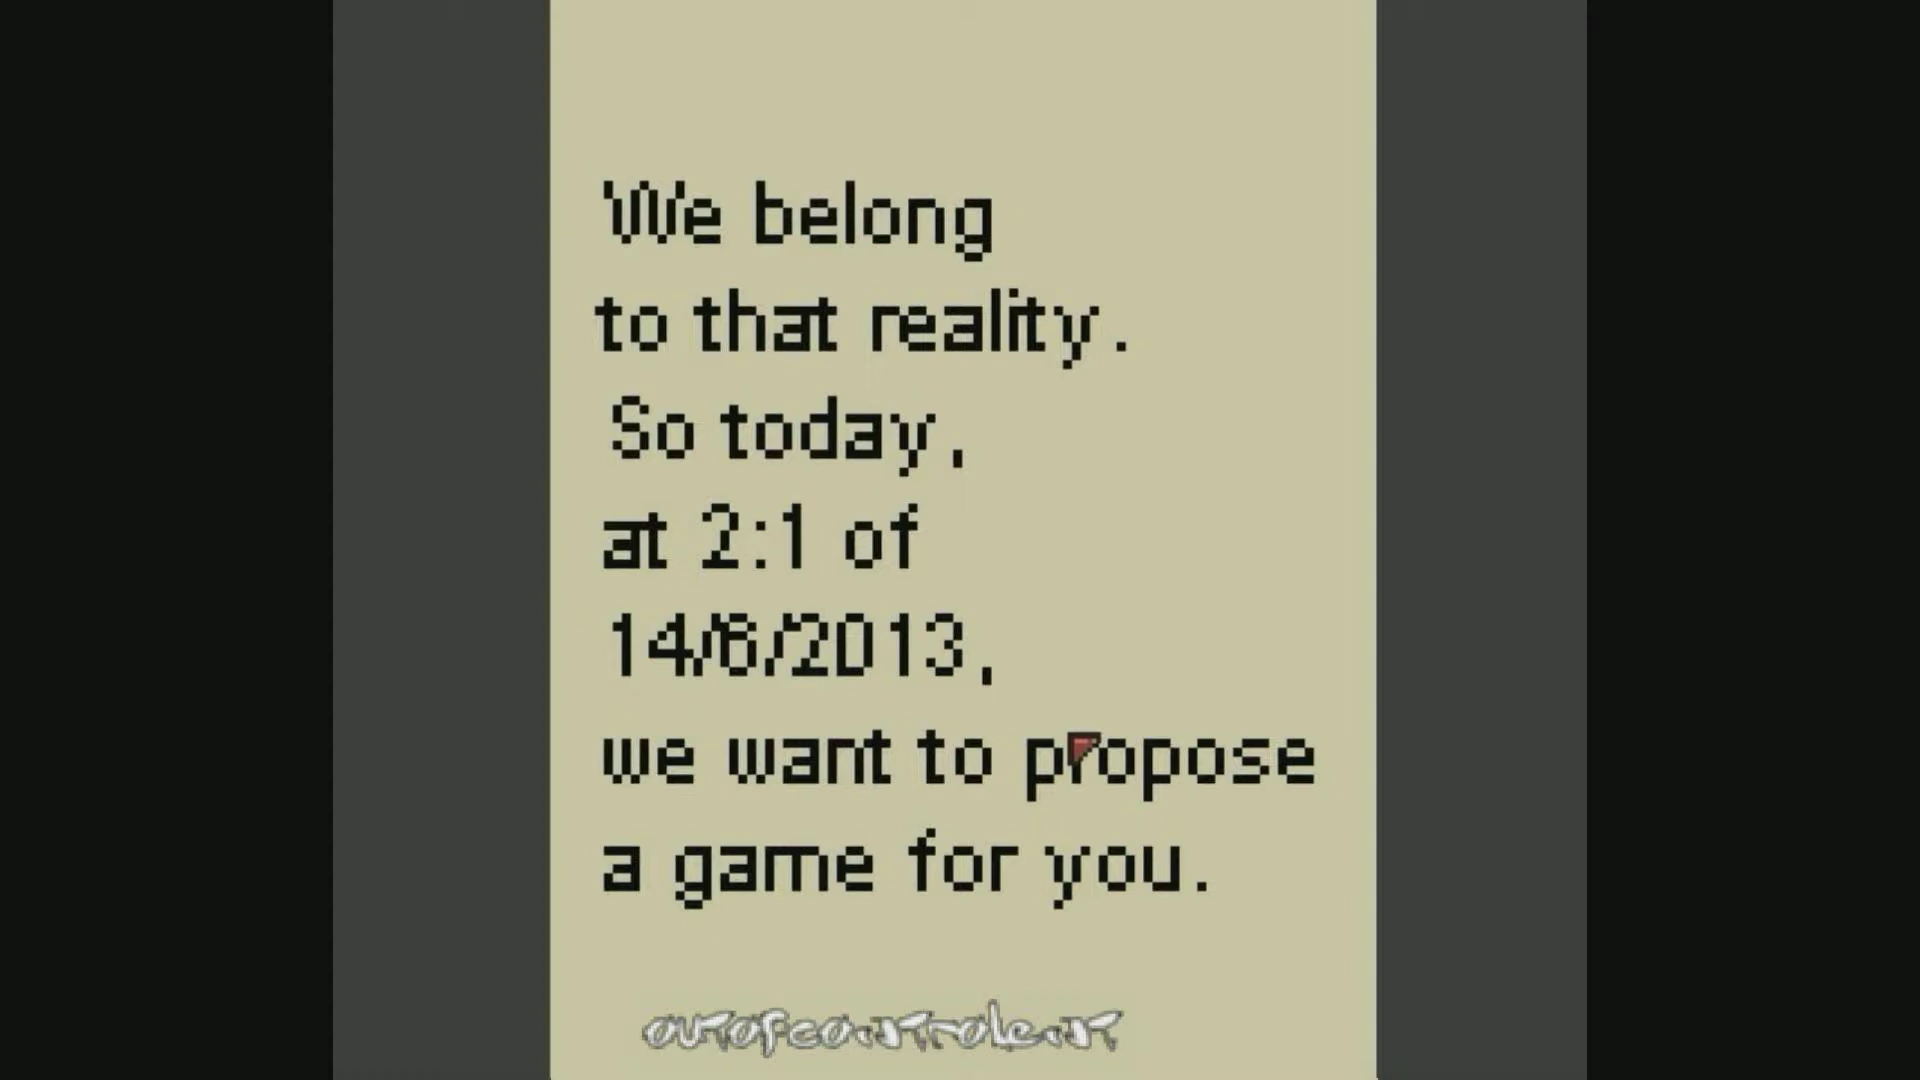 We belong
to that reality.
So today,
at 2:1 of
14/6/2013,
we want to propose
a game for you.